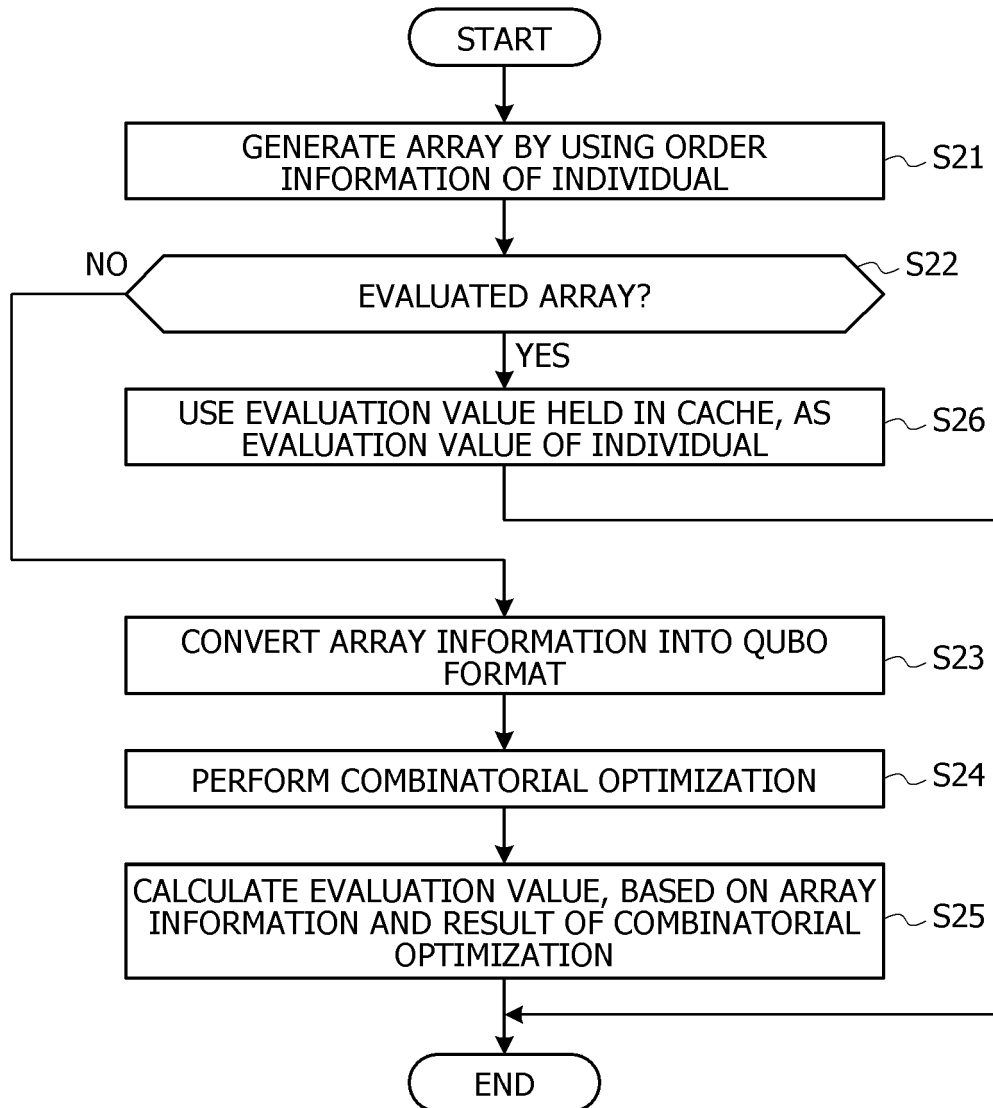 START
GENERATE ARRAY BY USING ORDER
INFORMATION OF INDIVIDUAL
S21
NO
S22
EVALUATED ARRAY?
YES
USE EVALUATION VALUE HELD IN CACHE, AS
EVALUATION VALUE OF INDIVIDUAL
S26
CONVERT ARRAY INFORMATION INTO QUBO
FORMAT
S23
PERFORM COMBINATORIAL OPTIMIZATION
S24
CALCULATE EVALUATION VALUE, BASED ON ARRAY
INFORMATION AND RESULT OF COMBINATORIAL
OPTIMIZATION
S25
END